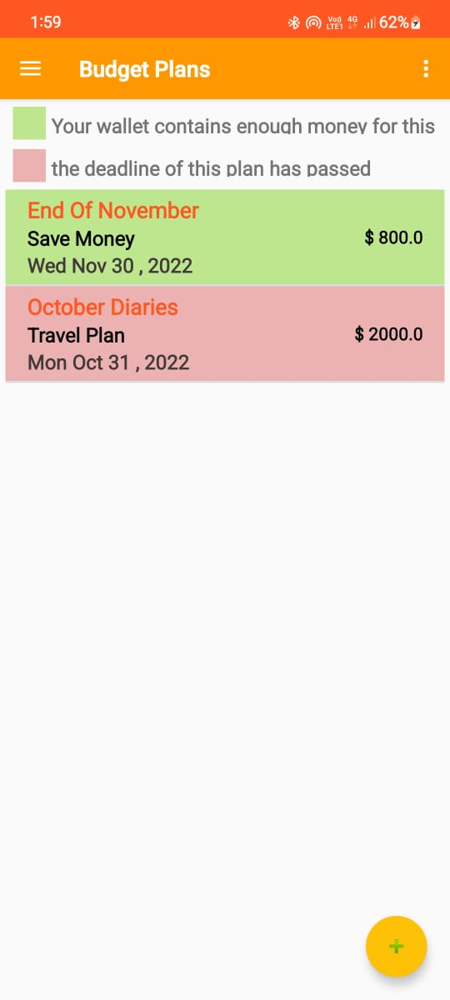 1:59 Vo)) LTE1 4G 62%
Budget Plans
Your wallet contains enough money for this
the deadline of this plan has passed
End Of November
Save Money $ 800.0
Wed Nov 30 , 2022
October Diaries
Travel Plan $ 2000.0
Mon Oct 31 , 2022
+